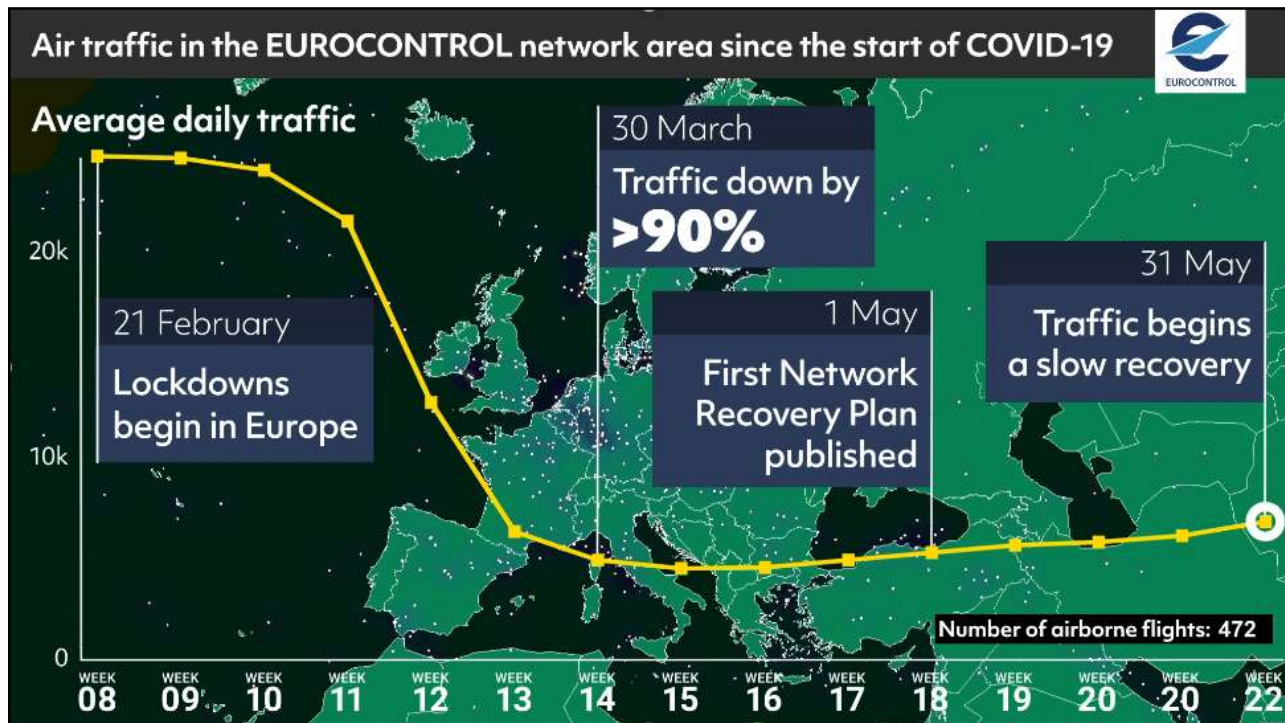 Air traffic in the EUROCONTROL network area since the start of COVID-19
EUROCONTROL
Average daily traffic
20k
10k
0
21 February
Lockdowns
begin in Europe
30 March
Traffic down by
>90%
1 May
First Network
Recovery Plan
published
31 May
Traffic begins
a slow recovery
Number of airborne flights: 472
WEEK WEEK WEEK WEEK WEEK WEEK WEEK WEEK WEEK WEEK WEEK WEEK WEEK WEEK WEEK
08 09 10 11 12 13 14 15 16 17 18 19 20 20 22